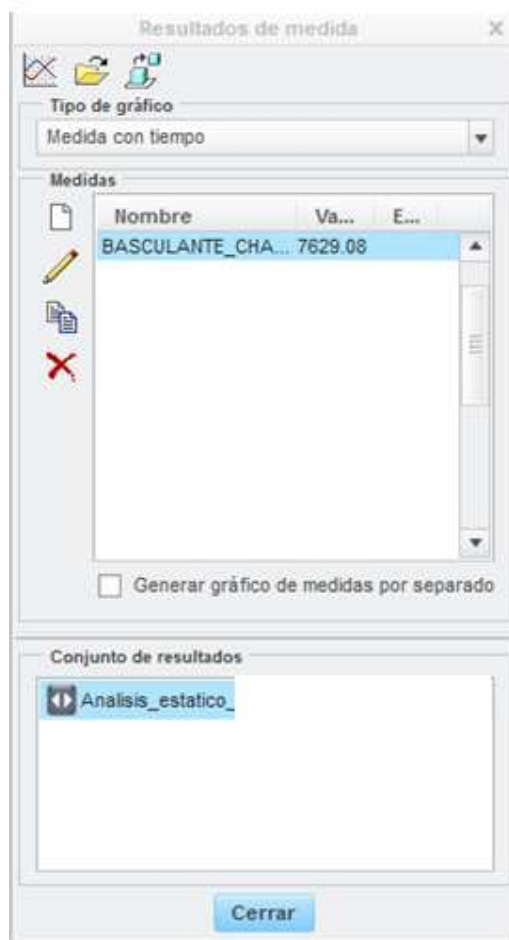 Resultados de medida
Tipo de gráfico
Medida con tiempo
Medidas
Nombre Va... E...
BASCULANTE_CHA... 7629.08
Generar gráfico de medidas por separado
Conjunto de resultados
Analisis_estatico_
Cerrar